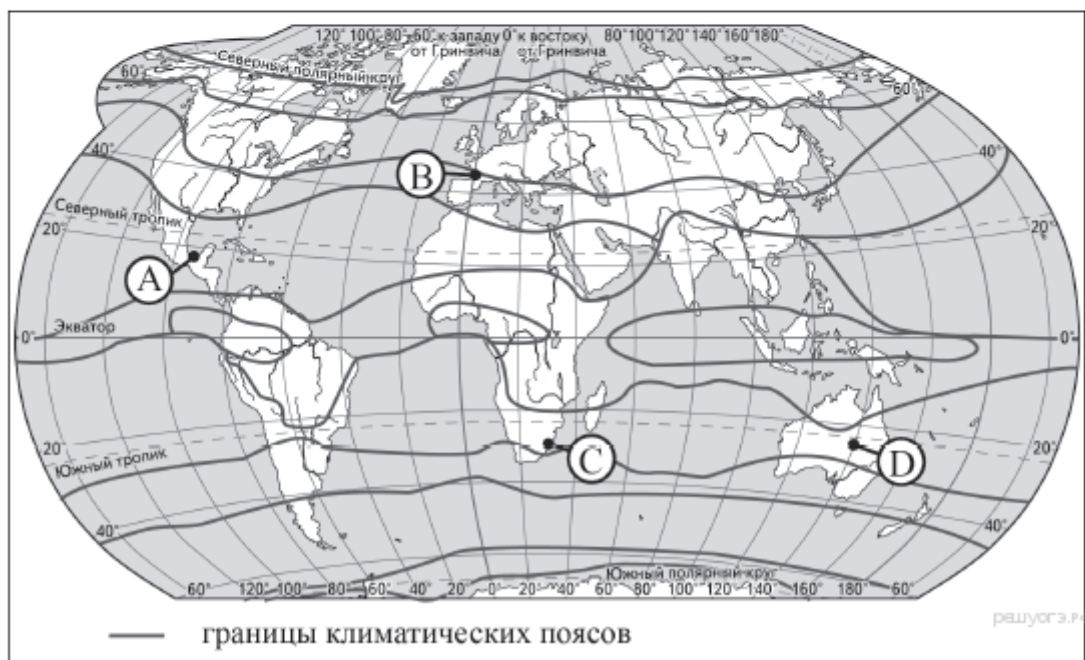 120° 100° 80° 60° к западу 0° к востоку 80° 100° 120° 140° 160° 180°
от Гринвича от Гринвича
Северный полярный круг
60° 60°
40° 40°
B
Северный тропик
20° 20°
A
Экватор
0° 0°
C D
20 20°
Южный тропик
40° 40°
Южный полярный круг
60° 120° 100° 80° 60° 40° 20 0° 20° 40° 60° 80° 100° 120° 140° 160° 180° 60°
границы климатических поясов
решуогэ.рф